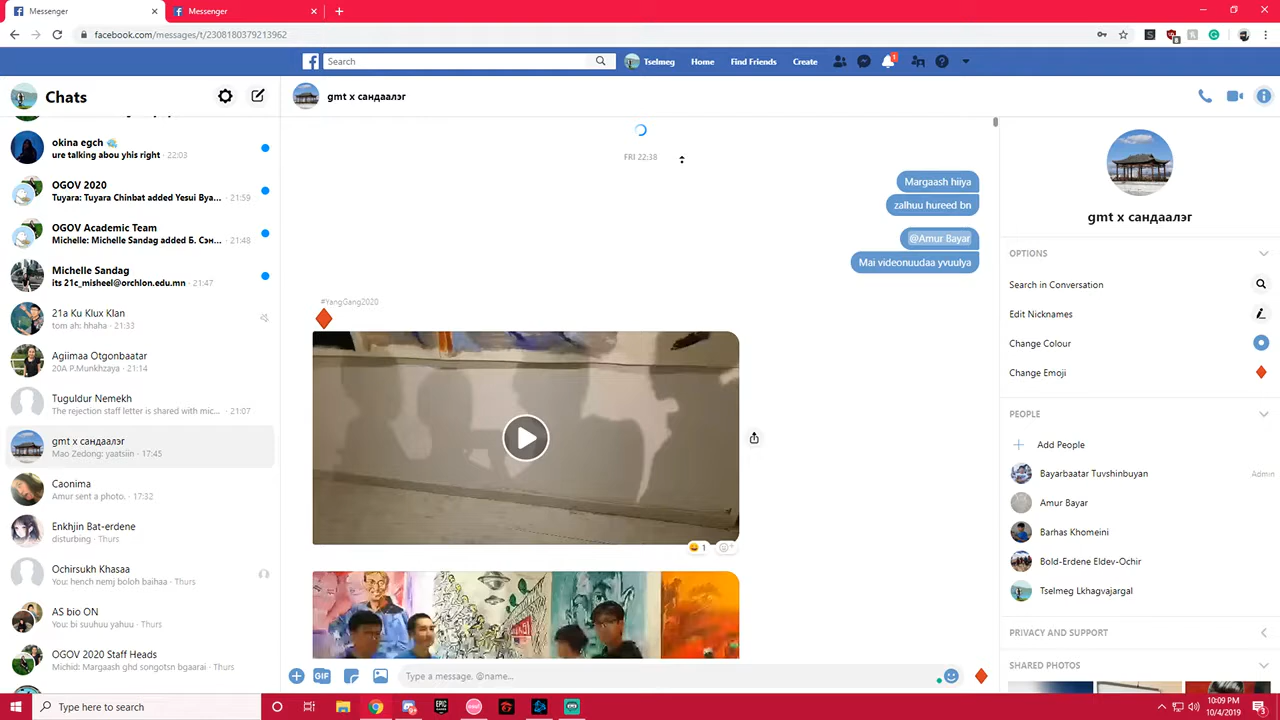 Messenger
Messenger
facebook.com/messages/t/2308180379213962
Search
Tselmeg
Home
Find Friends
Create
1
Chats
gmt x сандаалэг
okina egch
ure talking abou yhis right · 22:03
OGOV 2020
Tuyara: Tuyara Chinbat added Yesui Bya... · 21:59
OGOV Academic Team
Michelle: Michelle Sandag added Б. Сэн... · 21:48
Michelle Sandag
its 21c_misheel@orchlon.edu.mn · 21:47
21a Ku Klux Klan
tom ah: hhaha · 21:33
Agiimaa Otgonbaatar
20A P.Munkhzaya · 21:14
Tuguldur Nemekh
The rejection staff letter is shared with mic... · 21:07
gmt x сандаалэг
Mao Zedong: yaatsiin · 17:45
Caonima
Amur sent a photo. · 17:32
Enkhjin Bat-erdene
disturbing · Thurs
Ochirsukh Khasaa
You: hench nemj boloh baihaa · Thurs
AS bio ON
You: bi suuhuu yahuu · Thurs
OGOV 2020 Staff Heads
Michid: Margaash ghd songotsn bgaarai · Thurs
FRI 22:38
Margaash hiiya
zalhuu hureed bn
@Amur Bayar
Mai videonuudaa yvuulya
#YangGang2020
1
GIF
Type a message, @name...
gmt x сандаалэг
OPTIONS
Search in Conversation
Edit Nicknames
Change Colour
Change Emoji
PEOPLE
Add People
Bayarbaatar Tuvshinbuyan
Admin
Amur Bayar
Barhas Khomeini
Bold-Erdene Eldev-Ochir
Tselmeg Lkhagvajargal
PRIVACY AND SUPPORT
SHARED PHOTOS
Type here to search
EPIC
GAMES
10:09 PM
10/4/2019
3